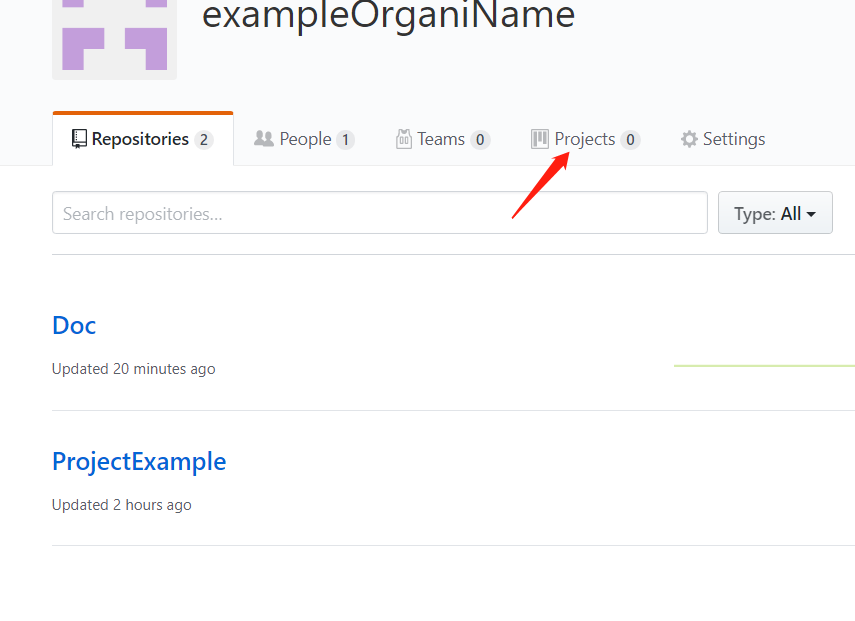 exampleOrganiName
Repositories 2 People 1 Teams 0 Projects 0 Settings
Search repositories... Type: All
Doc
Updated 20 minutes ago
ProjectExample
Updated 2 hours ago